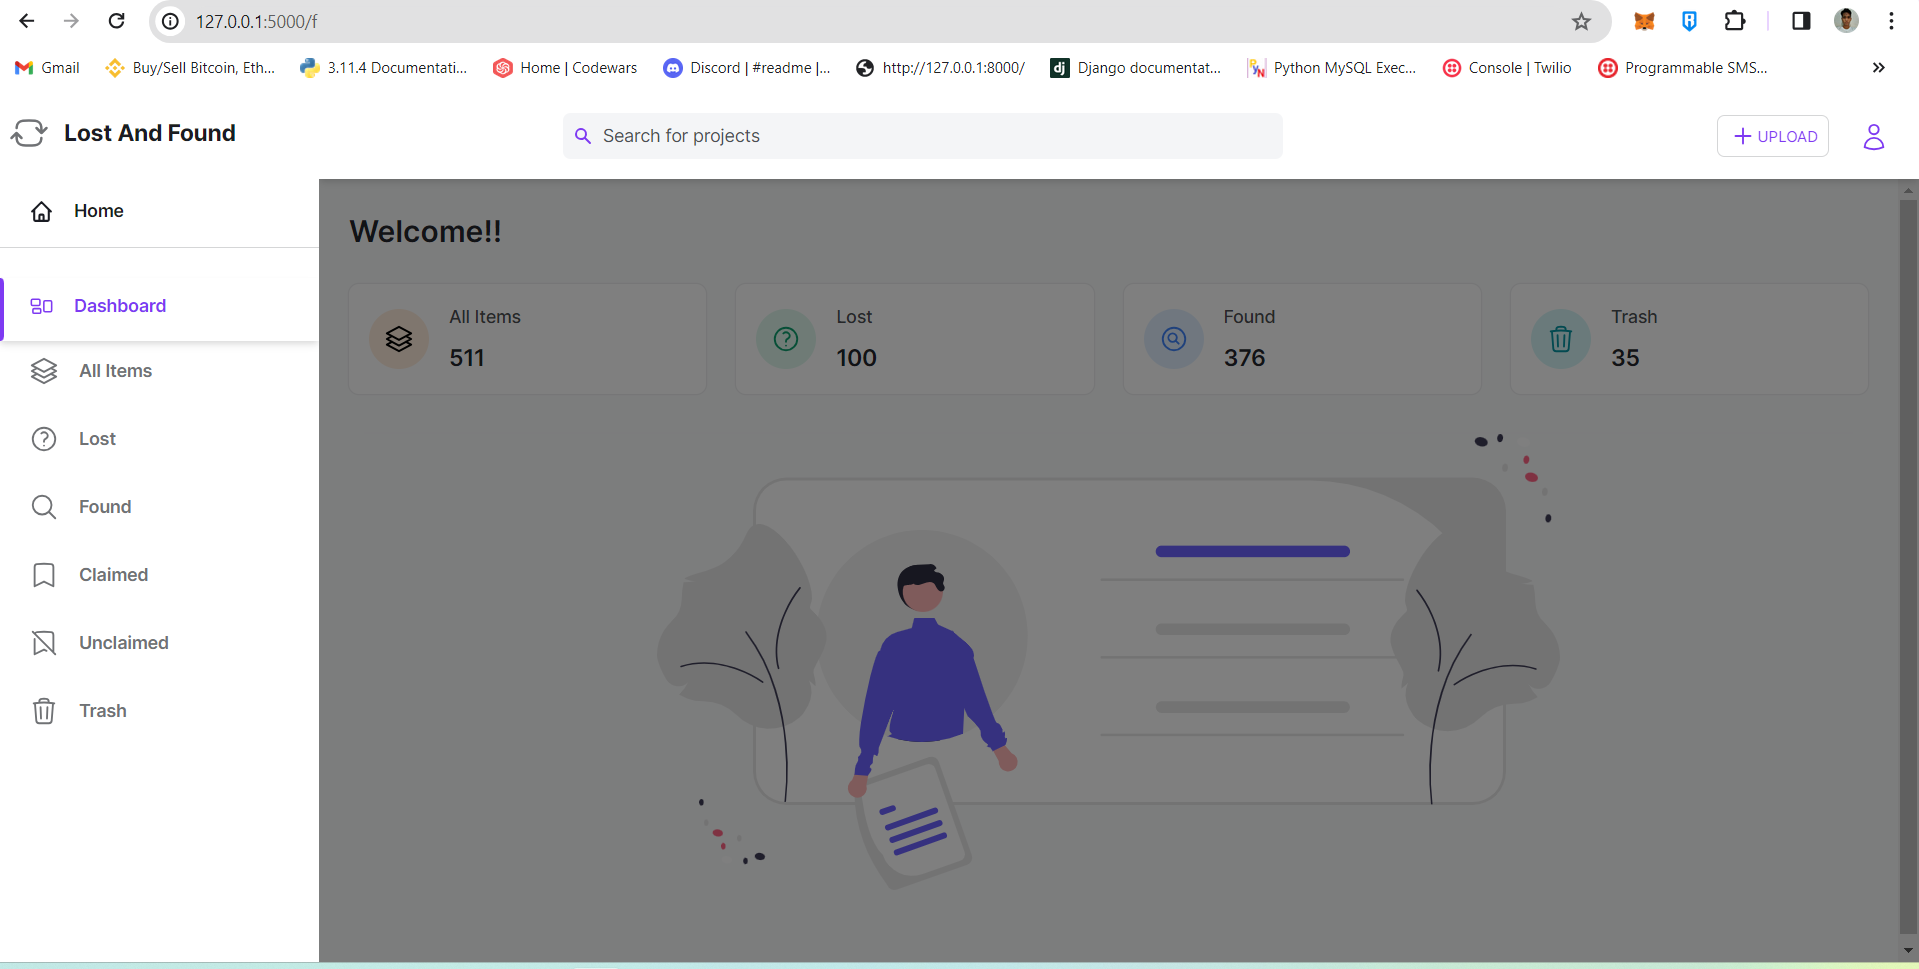 127.0.0.1:5000/f
Gmail
Buy/Sell Bitcoin, Eth...
3.11.4 Documentati...
Home | Codewars
Discord | #readme |...
http://127.0.0.1:8000/
dj
Django documentat...
Python MySQL Exec...
Console | Twilio
Programmable SMS...
Lost And Found
Search for projects
UPLOAD
Home
Dashboard
All Items
Lost
Found
Claimed
Unclaimed
Trash
Welcome!!
All Items
511
Lost
100
Found
376
Trash
35